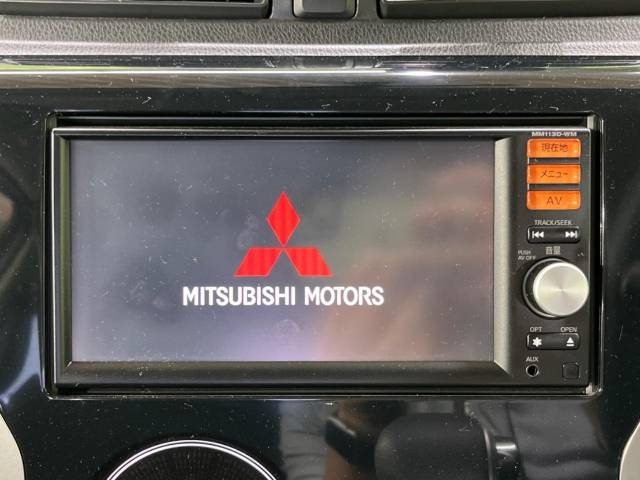 MM113D-WM
現在地
メニュー
AV
TRACK/SEEK
音量
PUSH
AV OFF
OPT
OPEN
AUX
MITSUBISHI MOTORS